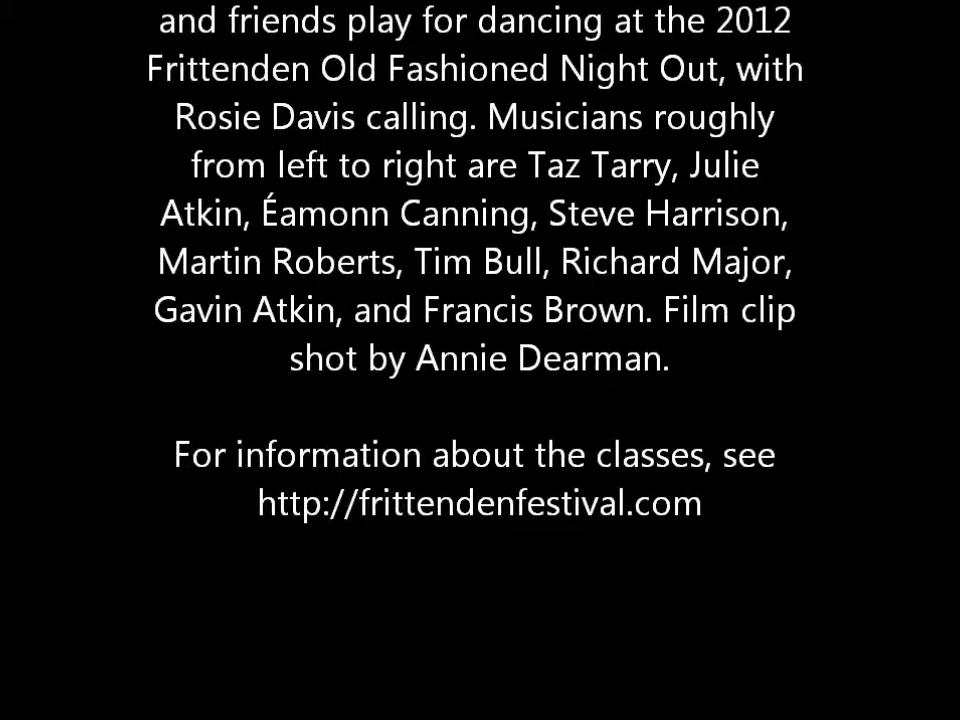 and friends play for dancing at the 2012
Frittenden Old Fashioned Night Out, with
Rosie Davis calling. Musicians roughly
from left to right are Taz Tarry, Julie
Atkin, Éamonn Canning, Steve Harrison,
Martin Roberts, Tim Bull, Richard Major,
Gavin Atkin, and Francis Brown. Film clip
shot by Annie Dearman.
For information about the classes, see
http://frittendenfestival.com